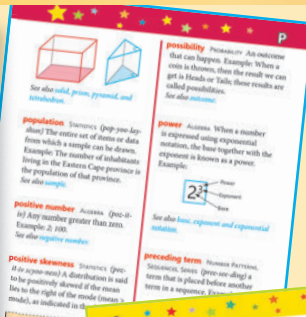 P
See also solid, prism, pyramid, and
tetrahedron.
population STATISTICS (pop-yoo-lay-
shun) The entire set of items or data
from which a sample can be drawn.
Example: The number of inhabitants
living in the Eastern Cape province is
the population of that province.
See also sample.
positive number ALGEBRA (poz-it-
iv) Any number greater than zero.
Example: 2; 100.
See also negative number.
positive skewness STATISTICS (poz-
A distribution is said
to be positively skewed if the mean
lies to the right of the mode (mean >
mode), as indicated in the
possibility PROBABILITY An outcome
that can happen. Example: When a
coin is thrown, then the result we can
get is Heads or Tails; these results are
called possibilities.
See also outcome.
power ALGEBRA When a number
is expressed using exponential
notation, the base together with the
exponent is known as a power.
Example:
2³
Power
Exponent
Base
See also base, exponent and exponential
notation.
preceding term NUMBER PATTERNS,
SEQUENCES, SERIES (pree-see-ding) a
term that is placed before another
term in a sequence.